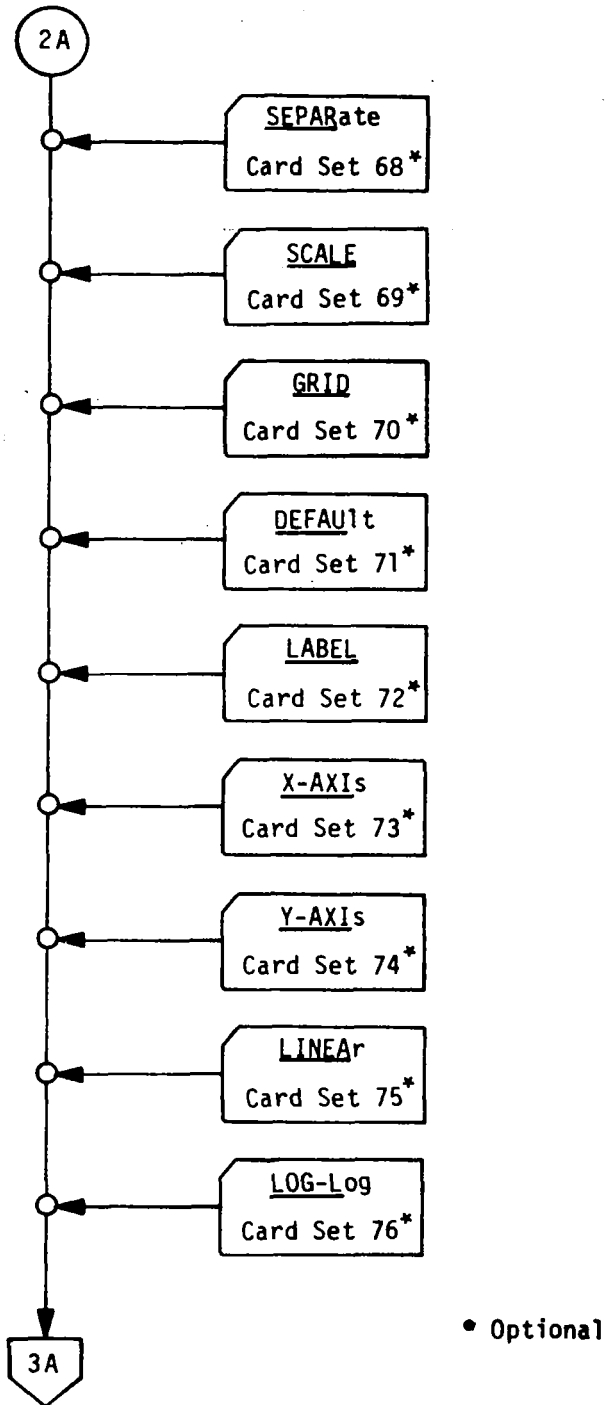 2A
SEPARate
Card Set 68*
SCALE
Card Set 69*
GRID
Card Set 70*
DEFAUlt
Card Set 71*
LABEL
Card Set 72*
X-AXIs
Card Set 73*
Y-AXIs
Card Set 74*
LINEAr
Card Set 75*
LOG-Log
Card Set 76*
* Optional
3A